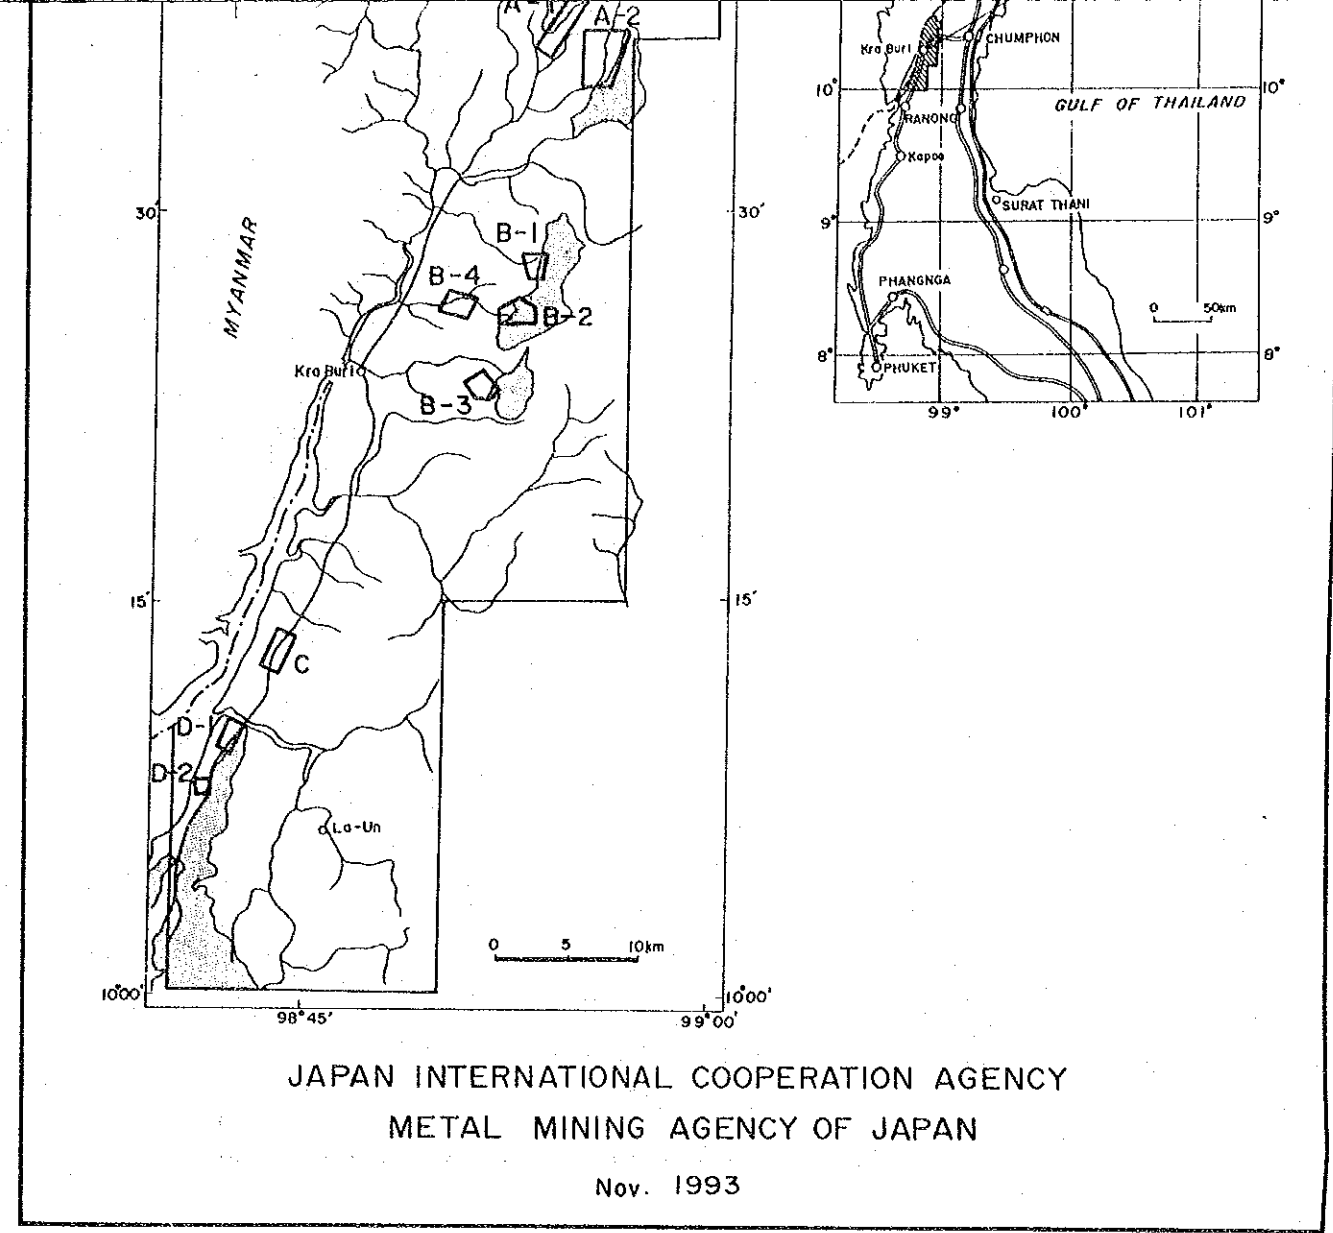 A-1
A-2
30'
30'
MYANMAR
B-1
B-4
B-2
Kra Buri
B-3
15'
15'
C
D-1
D-2
La-Un
0 5 10km
10°00'
10°00'
98°45'
99°00'
Kra Buri
CHUMPHON
10°
10°
GULF OF THAILAND
RANONG
Kapoe
SURAT THANI
9°
9°
PHANGNGA
0 50km
8°
8°
PHUKET
99°
100°
101°
JAPAN INTERNATIONAL COOPERATION AGENCY
METAL MINING AGENCY OF JAPAN
Nov. 1993